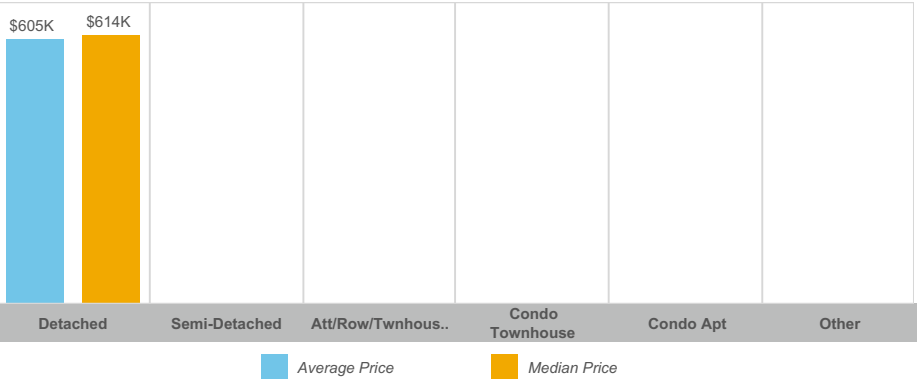 $605K
$614K
Detached
Semi-Detached
Att/Row/Twnhous..
Condo
Townhouse
Condo Apt
Other
Average Price
Median Price